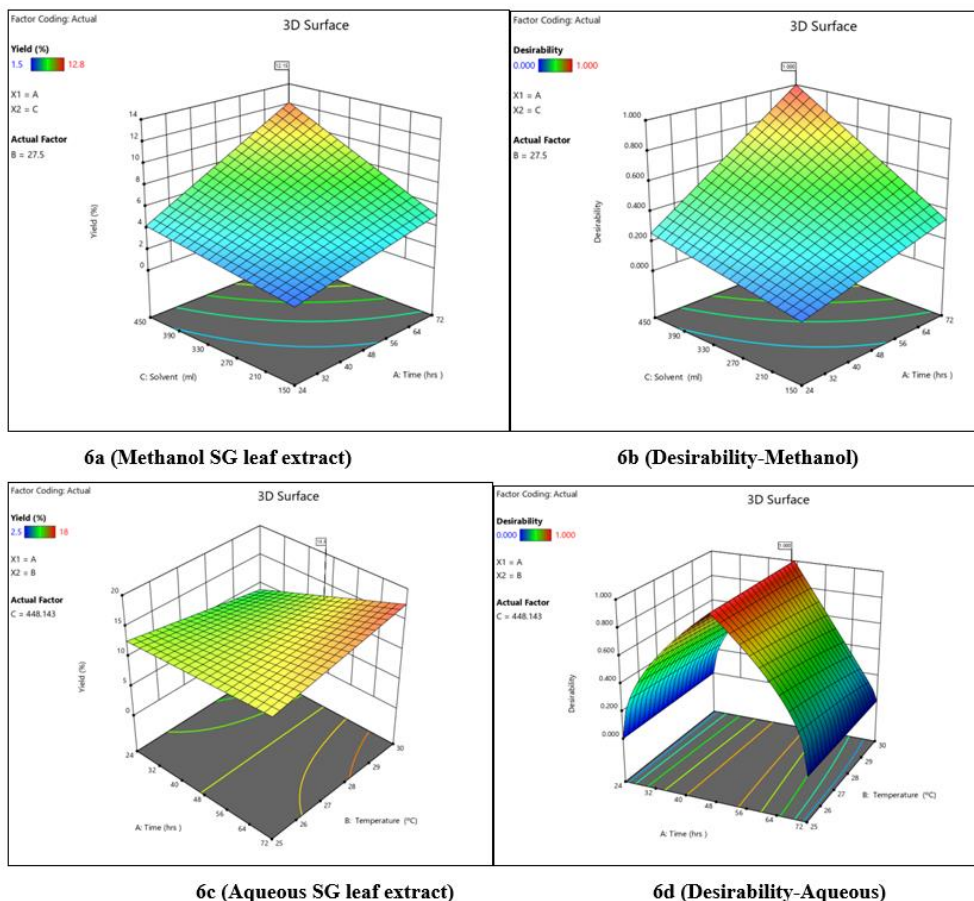 Factor Coding: Actual
3D Surface
Yield (%)
1.5 12.8
X1 = A
X2 = C
Actual Factor
B = 27.5
14
12
10
8
6
4
2
0
Yield (%)
450
390
330
270
210
150
C: Solvent (ml)
24
32
40
48
56
64
72
A: Time (hrs)
6a (Methanol SG leaf extract)
Factor Coding: Actual
3D Surface
Desirability
0.000 1.000
X1 = A
X2 = C
Actual Factor
B = 27.5
1.000
1.000
0.800
0.600
0.400
0.200
0.000
Desirability
450
390
330
270
210
150
C: Solvent (ml)
24
32
40
48
56
64
72
A: Time (hrs)
6b (Desirability-Methanol)
Factor Coding: Actual
3D Surface
Yield (%)
2.5 18
X1 = A
X2 = B
Actual Factor
C = 448.143
20
15
10
5
0
Yield (%)
24
32
40
48
56
64
72
A: Time (hrs )
25
26
27
28
29
30
B: Temperature (ºC)
6c (Aqueous SG leaf extract)
Factor Coding: Actual
3D Surface
Desirability
0.000 1.000
X1 = A
X2 = B
Actual Factor
C = 448.143
1.000
1.000
0.800
0.600
0.400
0.200
0.000
Desirability
24
32
40
48
56
64
72
A: Time (hrs )
25
26
27
28
29
30
B: Temperature (ºC)
6d (Desirability-Aqueous)